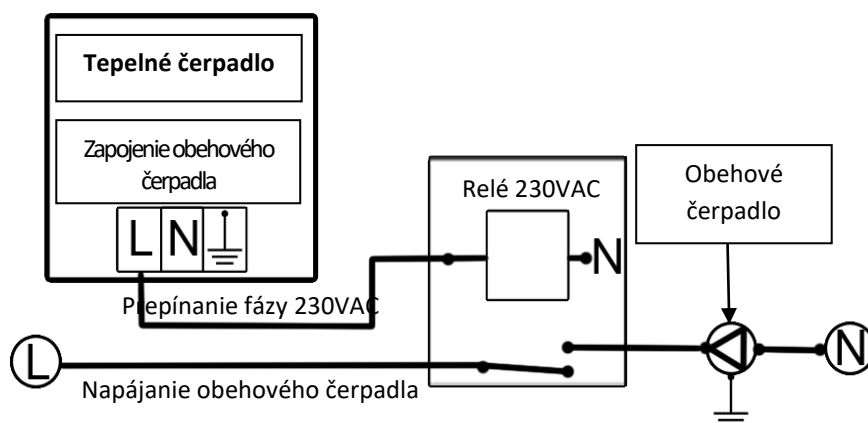 Tepelné čerpadlo
Zapojenie obehového
čerpadla
L N
Relé 230VAC
N
Obehové
čerpadlo
Prepínanie fázy 230VAC
L
N
Napájanie obehového čerpadla